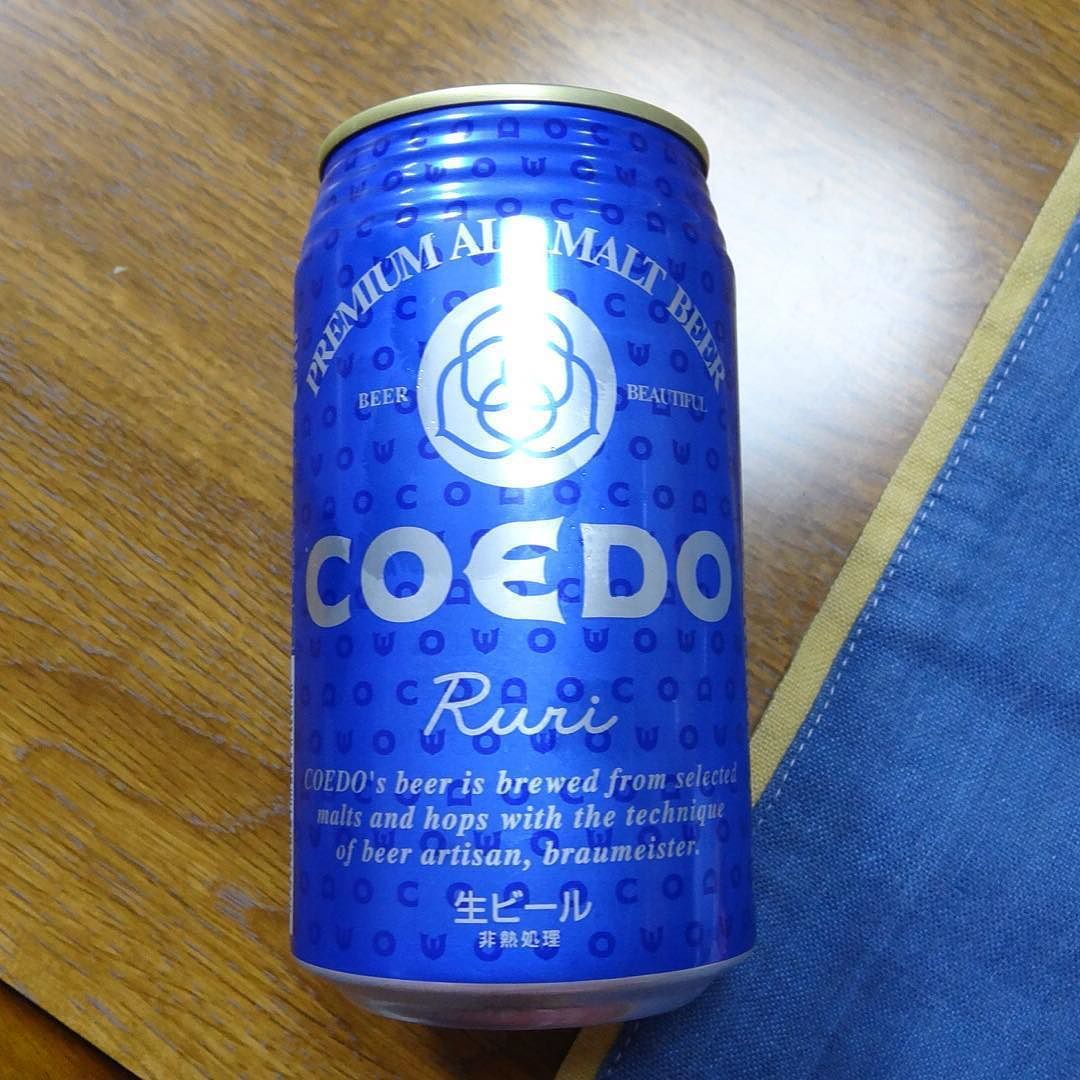 PREMIUM ALL MALT BEER
BEER BEAUTIFUL
COEDO
Ruri
COEDO's beer is brewed from selected
malts and hops with the technique
of beer artisan, braumeister.
生ビール
非熱処理